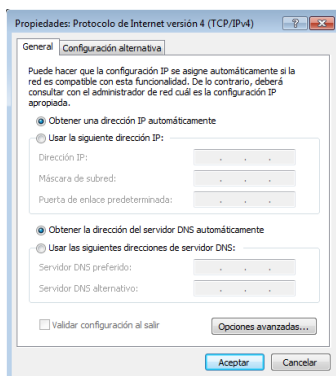 Propiedades: Protocolo de Internet versión 4 (TCP/IPv4)
General
Configuración alternativa
Puede hacer que la configuración IP se asigne automáticamente si la
red es compatible con esta funcionalidad. De lo contrario, deberá
consultar con el administrador de red cuál es la configuración IP
apropiada.
Obtener una dirección IP automáticamente
Usar la siguiente dirección IP:
Dirección IP:
Máscara de subred:
Puerta de enlace predeterminada:
Obtener la dirección del servidor DNS automáticamente
Usar las siguientes direcciones de servidor DNS:
Servidor DNS preferido:
Servidor DNS alternativo:
Validar configuración al salir
Opciones avanzadas...
Aceptar
Cancelar